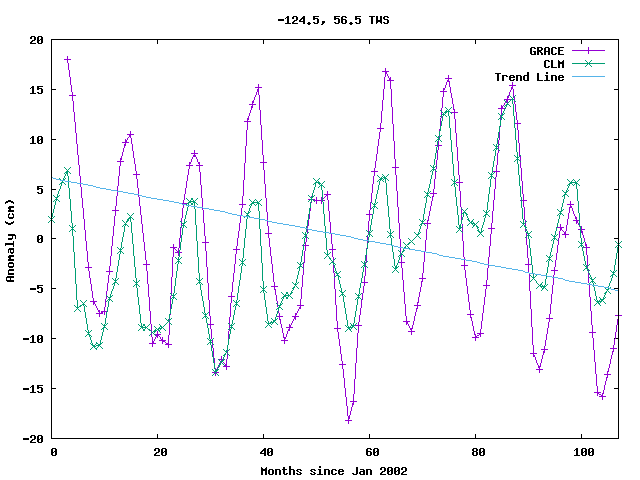 -124.5, 56.5 TWS
GRACE
CLM
Trend Line
20
15
10
5
0
-5
-10
-15
-20
Anomaly (cm)
0 20 40 60 80 100
Months since Jan 2002